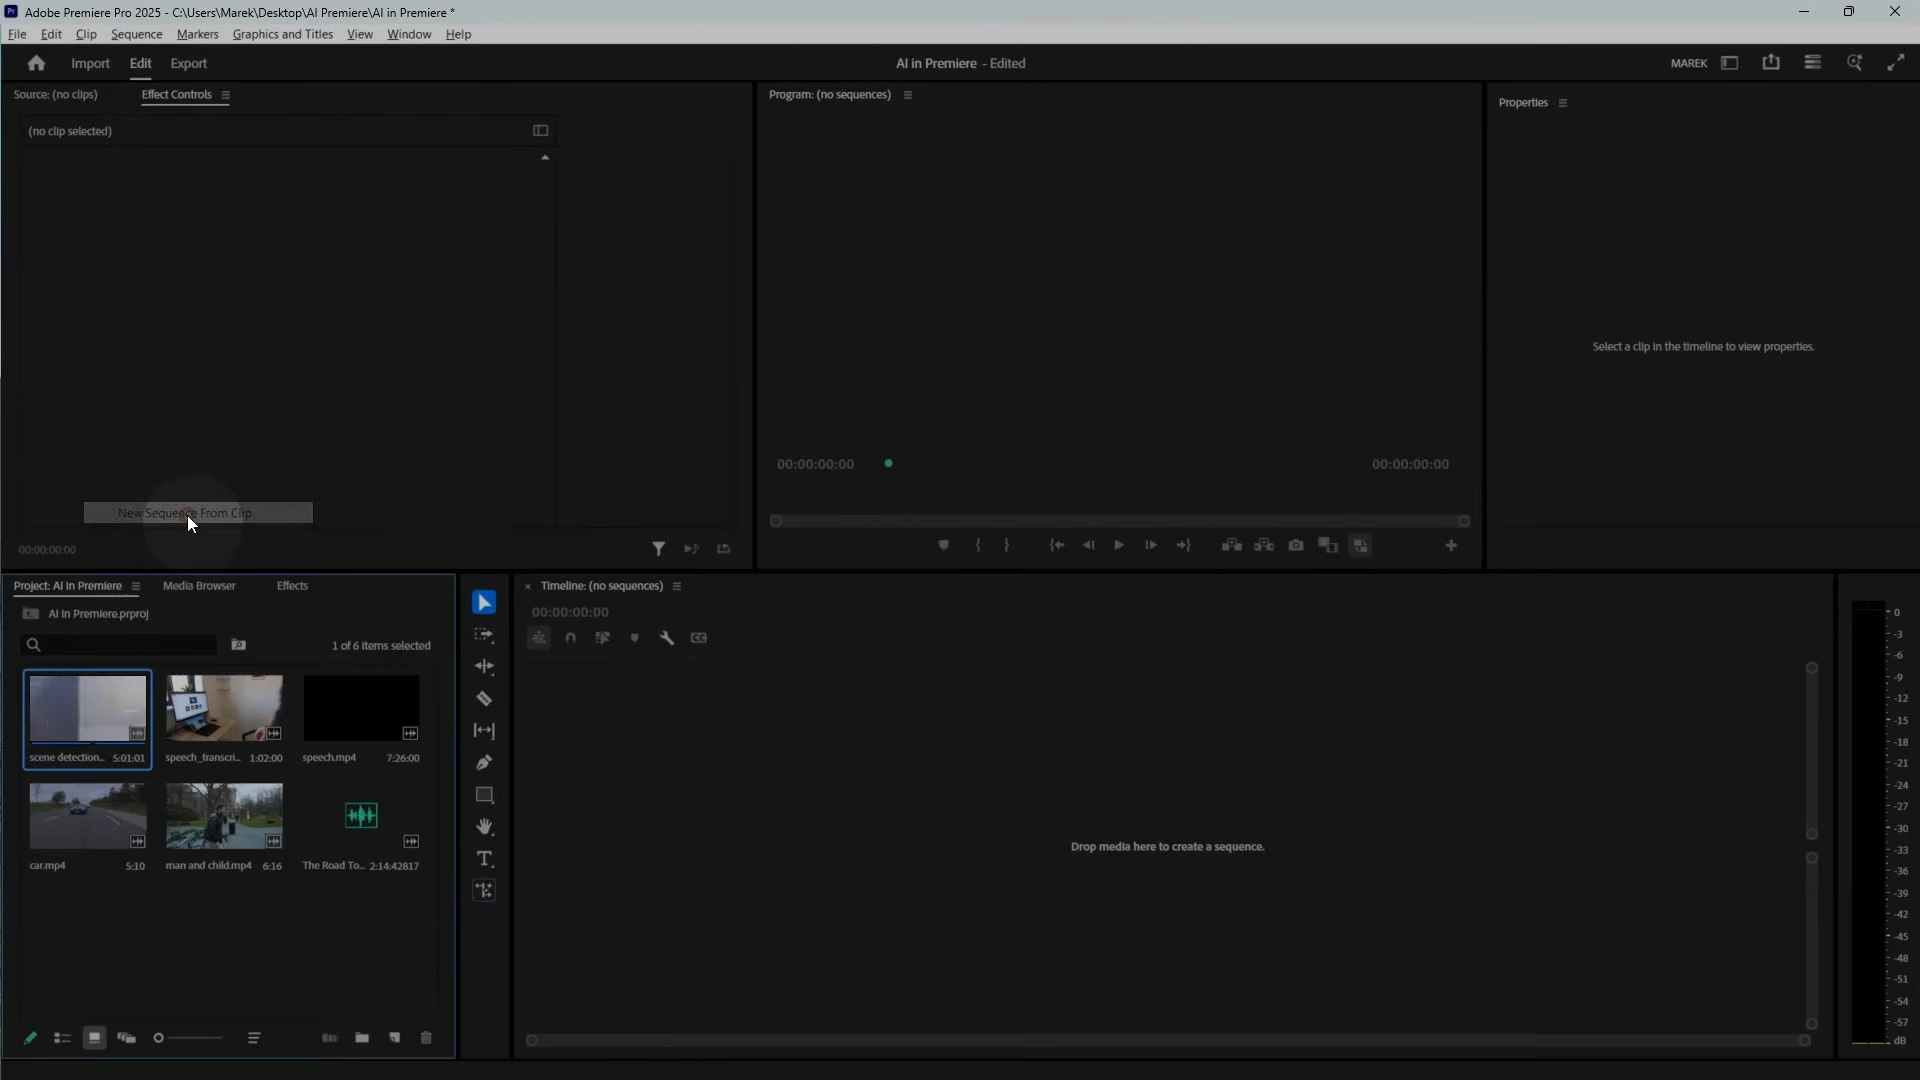 Adobe Premiere Pro 2025 - C:\Users\Marek\Desktop\AI Premiere\AI in Premiere *
File Edit Clip Sequence Markers Graphics and Titles View Window Help
Import Edit Export
AI in Premiere - Edited
MAREK
Source: (no clips) Effect Controls
Program: (no sequences)
Properties
(no clip selected)
Select a clip in the timeline to view properties.
00:00:00:00
00:00:00:00
New Sequence From Clip
00:00:00:00
Project: AI in Premiere Media Browser Effects
Timeline: (no sequences)
AI in Premiere.prproj
00:00:00:00
1 of 6 items selected
CC
scene detection... 5:01:01
speech_transcri... 1:02:00
speech.mp4 7:26:00
car.mp4 5:10
man and child.mp4 6:16
The Road To... 2:14:42817
Drop media here to create a sequence.
0
-3
-6
-9
-12
-15
-18
-21
-24
-27
-30
-33
-36
-39
-42
-45
-48
-51
-54
-57
dB